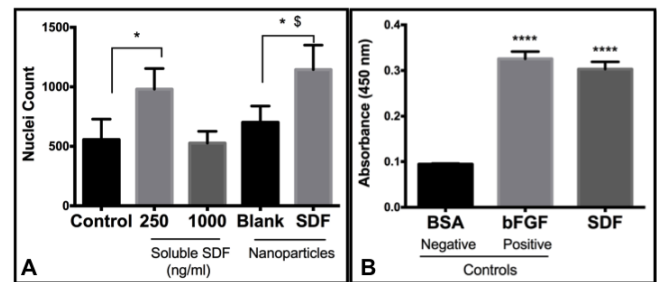 1500
1000
500
0
Nuclei Count
*
* $
Control 250 1000 Blank SDF
Soluble SDF
(ng/ml)
Nanoparticles
A
0.4
0.3
0.2
0.1
0.0
Absorbance (450 nm)
****
****
BSA bFGF SDF
Negative Positive
Controls
B